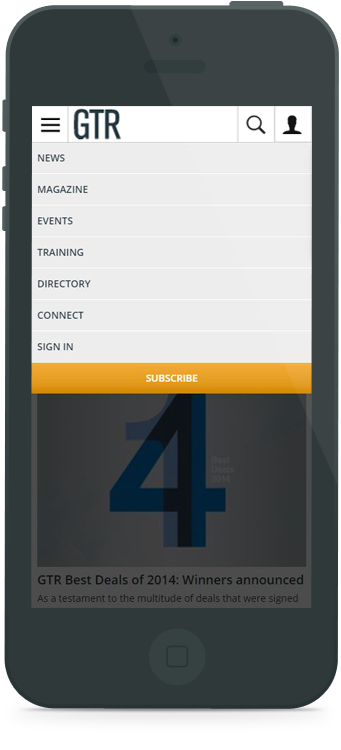 GTR
NEWS
MAGAZINE
EVENTS
TRAINING
DIRECTORY
CONNECT
SIGN IN
SUBSCRIBE
14
Best
Deals
2014
GTR Best Deals of 2014: Winners announced
As a testament to the multitude of deals that were signed